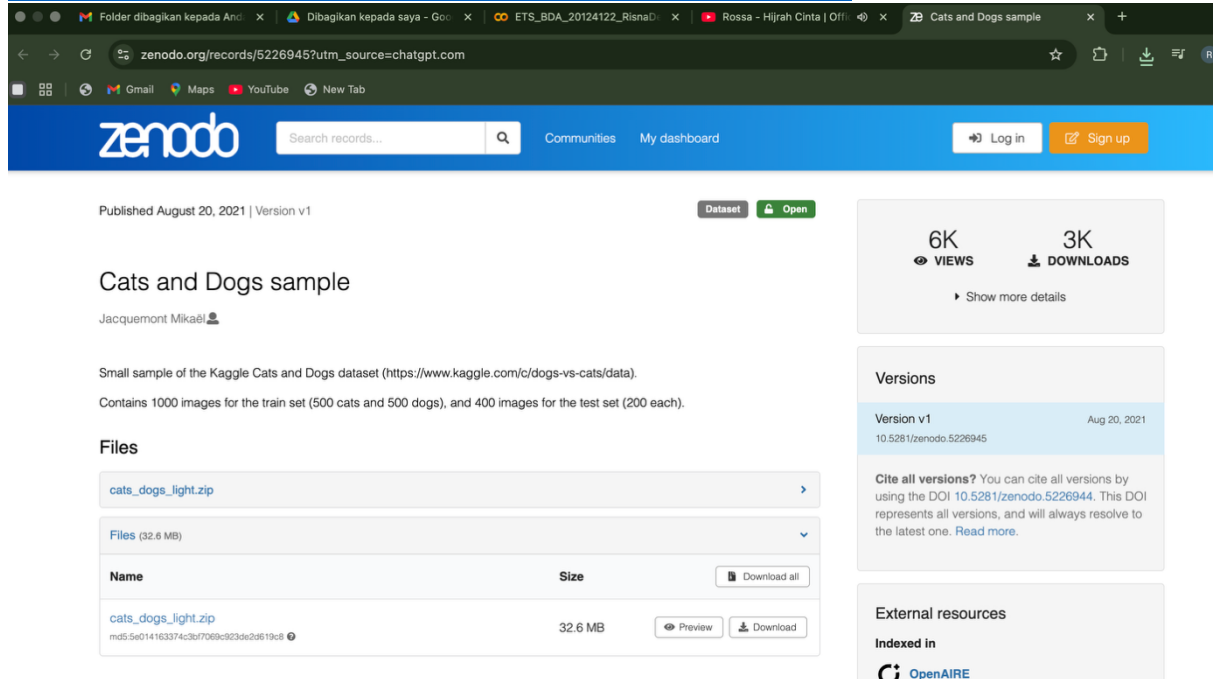 Folder dibagikan kepada And
Dibagikan kepada saya - Goo
ETS_BDA_20124122_RisnaD
Rossa - Hijrah Cinta | Offi
Cats and Dogs sample
zenodo.org/records/5226945?utm_source=chatgpt.com
Gmail
Maps
YouTube
New Tab
zenodo
Search records...
Communities
My dashboard
Log in
Sign up
Published August 20, 2021 | Version v1
Dataset
Open
Cats and Dogs sample
Jacquemont Mikaël
Small sample of the Kaggle Cats and Dogs dataset (https://www.kaggle.com/c/dogs-vs-cats/data).
Contains 1000 images for the train set (500 cats and 500 dogs), and 400 images for the test set (200 each).
Files
cats_dogs_light.zip
Files (32.6 MB)
Name
Size
Download all
cats_dogs_light.zip
md5:5e014163374c3bf7069c923de2d619c8
32.6 MB
Preview
Download
6K
VIEWS
3K
DOWNLOADS
Show more details
Versions
Version v1
Aug 20, 2021
10.5281/zenodo.5226945
Cite all versions? You can cite all versions by
using the DOI 10.5281/zenodo.5226944. This DOI
represents all versions, and will always resolve to
the latest one. Read more.
External resources
Indexed in
OpenAIRE